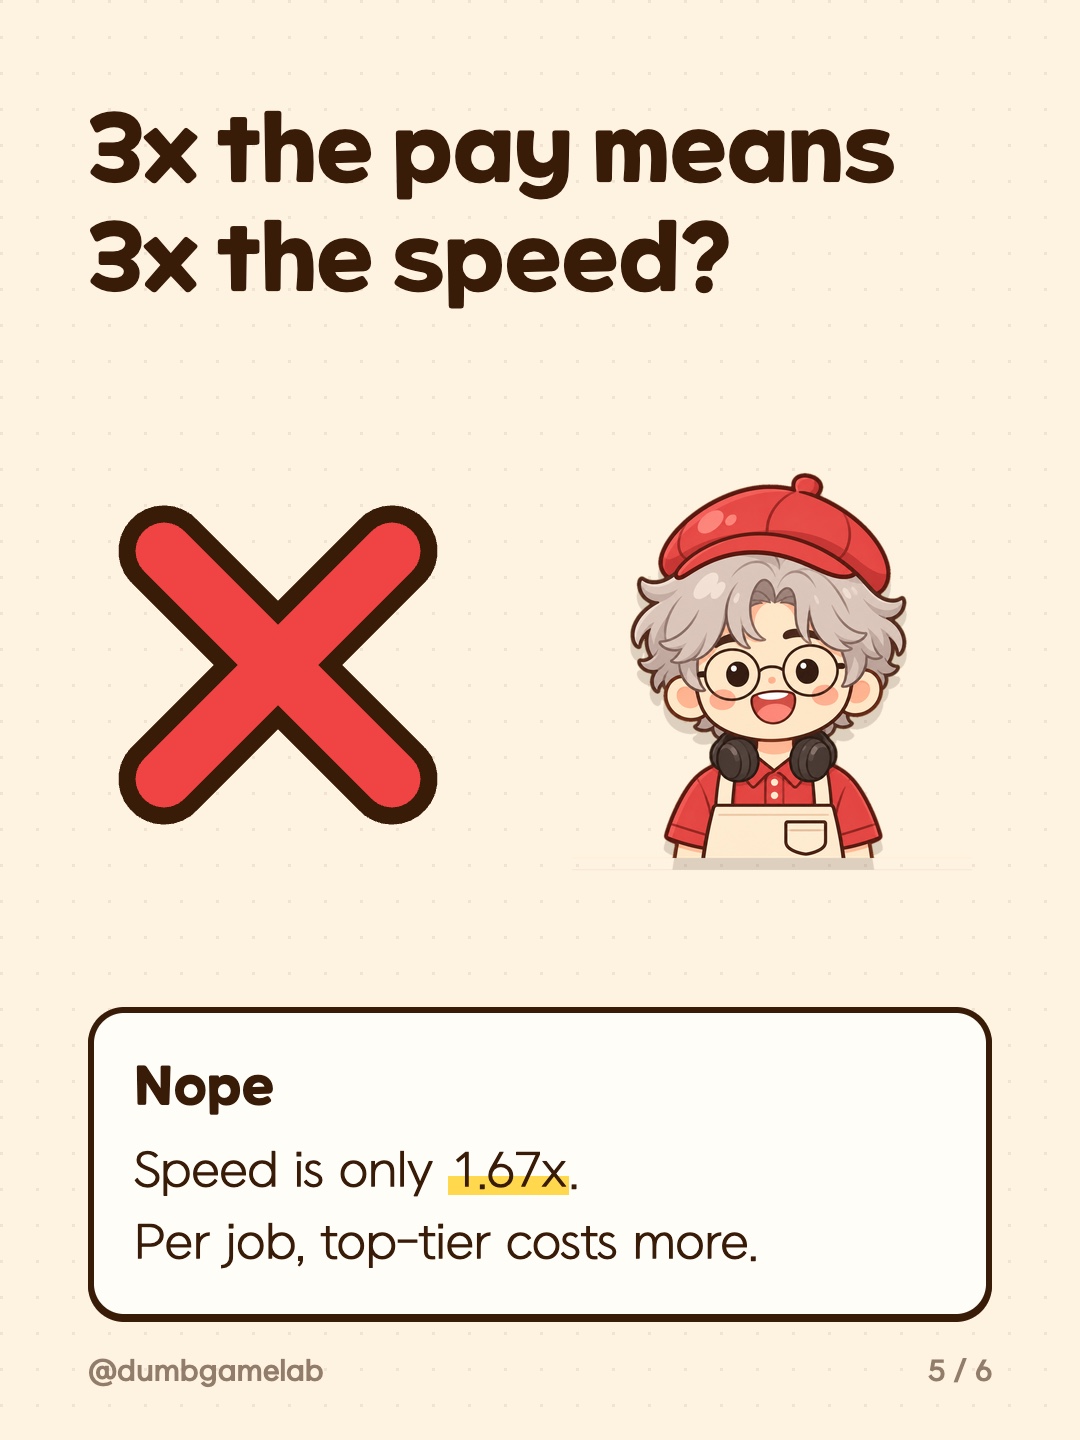 3x the pay means
3x the speed?
Nope
Speed is only 1.67x.
Per job, top-tier costs more.
@dumbgamelab
5 / 6